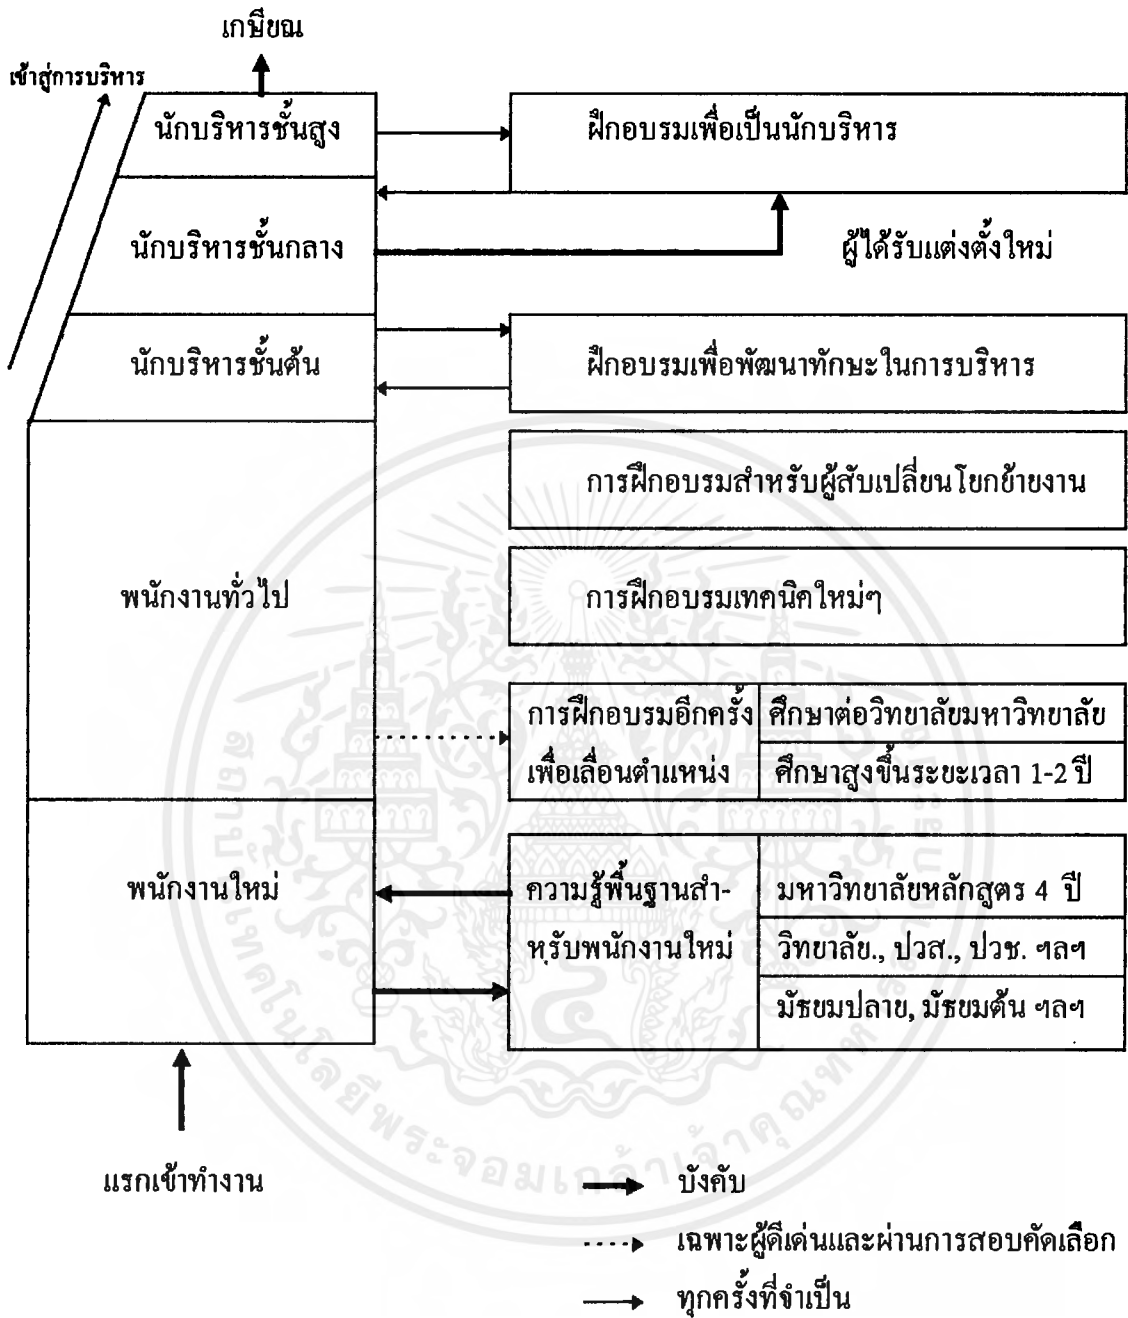 เกษียณ
เข้าสู่การบริหาร
นักบริหารชั้นสูง
ฝึกอบรมเพื่อเป็นนักบริหาร
นักบริหารชั้นกลาง
ผู้ได้รับแต่งตั้งใหม่
นักบริหารชั้นต้น
ฝึกอบรมเพื่อพัฒนาทักษะในการบริหาร
การฝึกอบรมสำหรับผู้สับเปลี่ยนโยกย้ายงาน
พนักงานทั่วไป
การฝึกอบรมเทคนิคใหม่ๆ
การฝึกอบรมอีกครั้ง
เพื่อเลื่อนตำแหน่ง
ศึกษาต่อวิทยาลัยมหาวิทยาลัย
ศึกษาสูงขึ้นระยะเวลา 1-2 ปี
พนักงานใหม่
ความรู้พื้นฐานสำ-
หรับพนักงานใหม่
มหาวิทยาลัยหลักสูตร 4 ปี
วิทยาลัย., ปวส., ปวช. ฯลฯ
มัธยมปลาย, มัธยมต้น ฯลฯ
แรกเข้าทำงาน
บังคับ
เฉพาะผู้ดีเด่นและผ่านการสอบคัดเลือก
ทุกครั้งที่จำเป็น